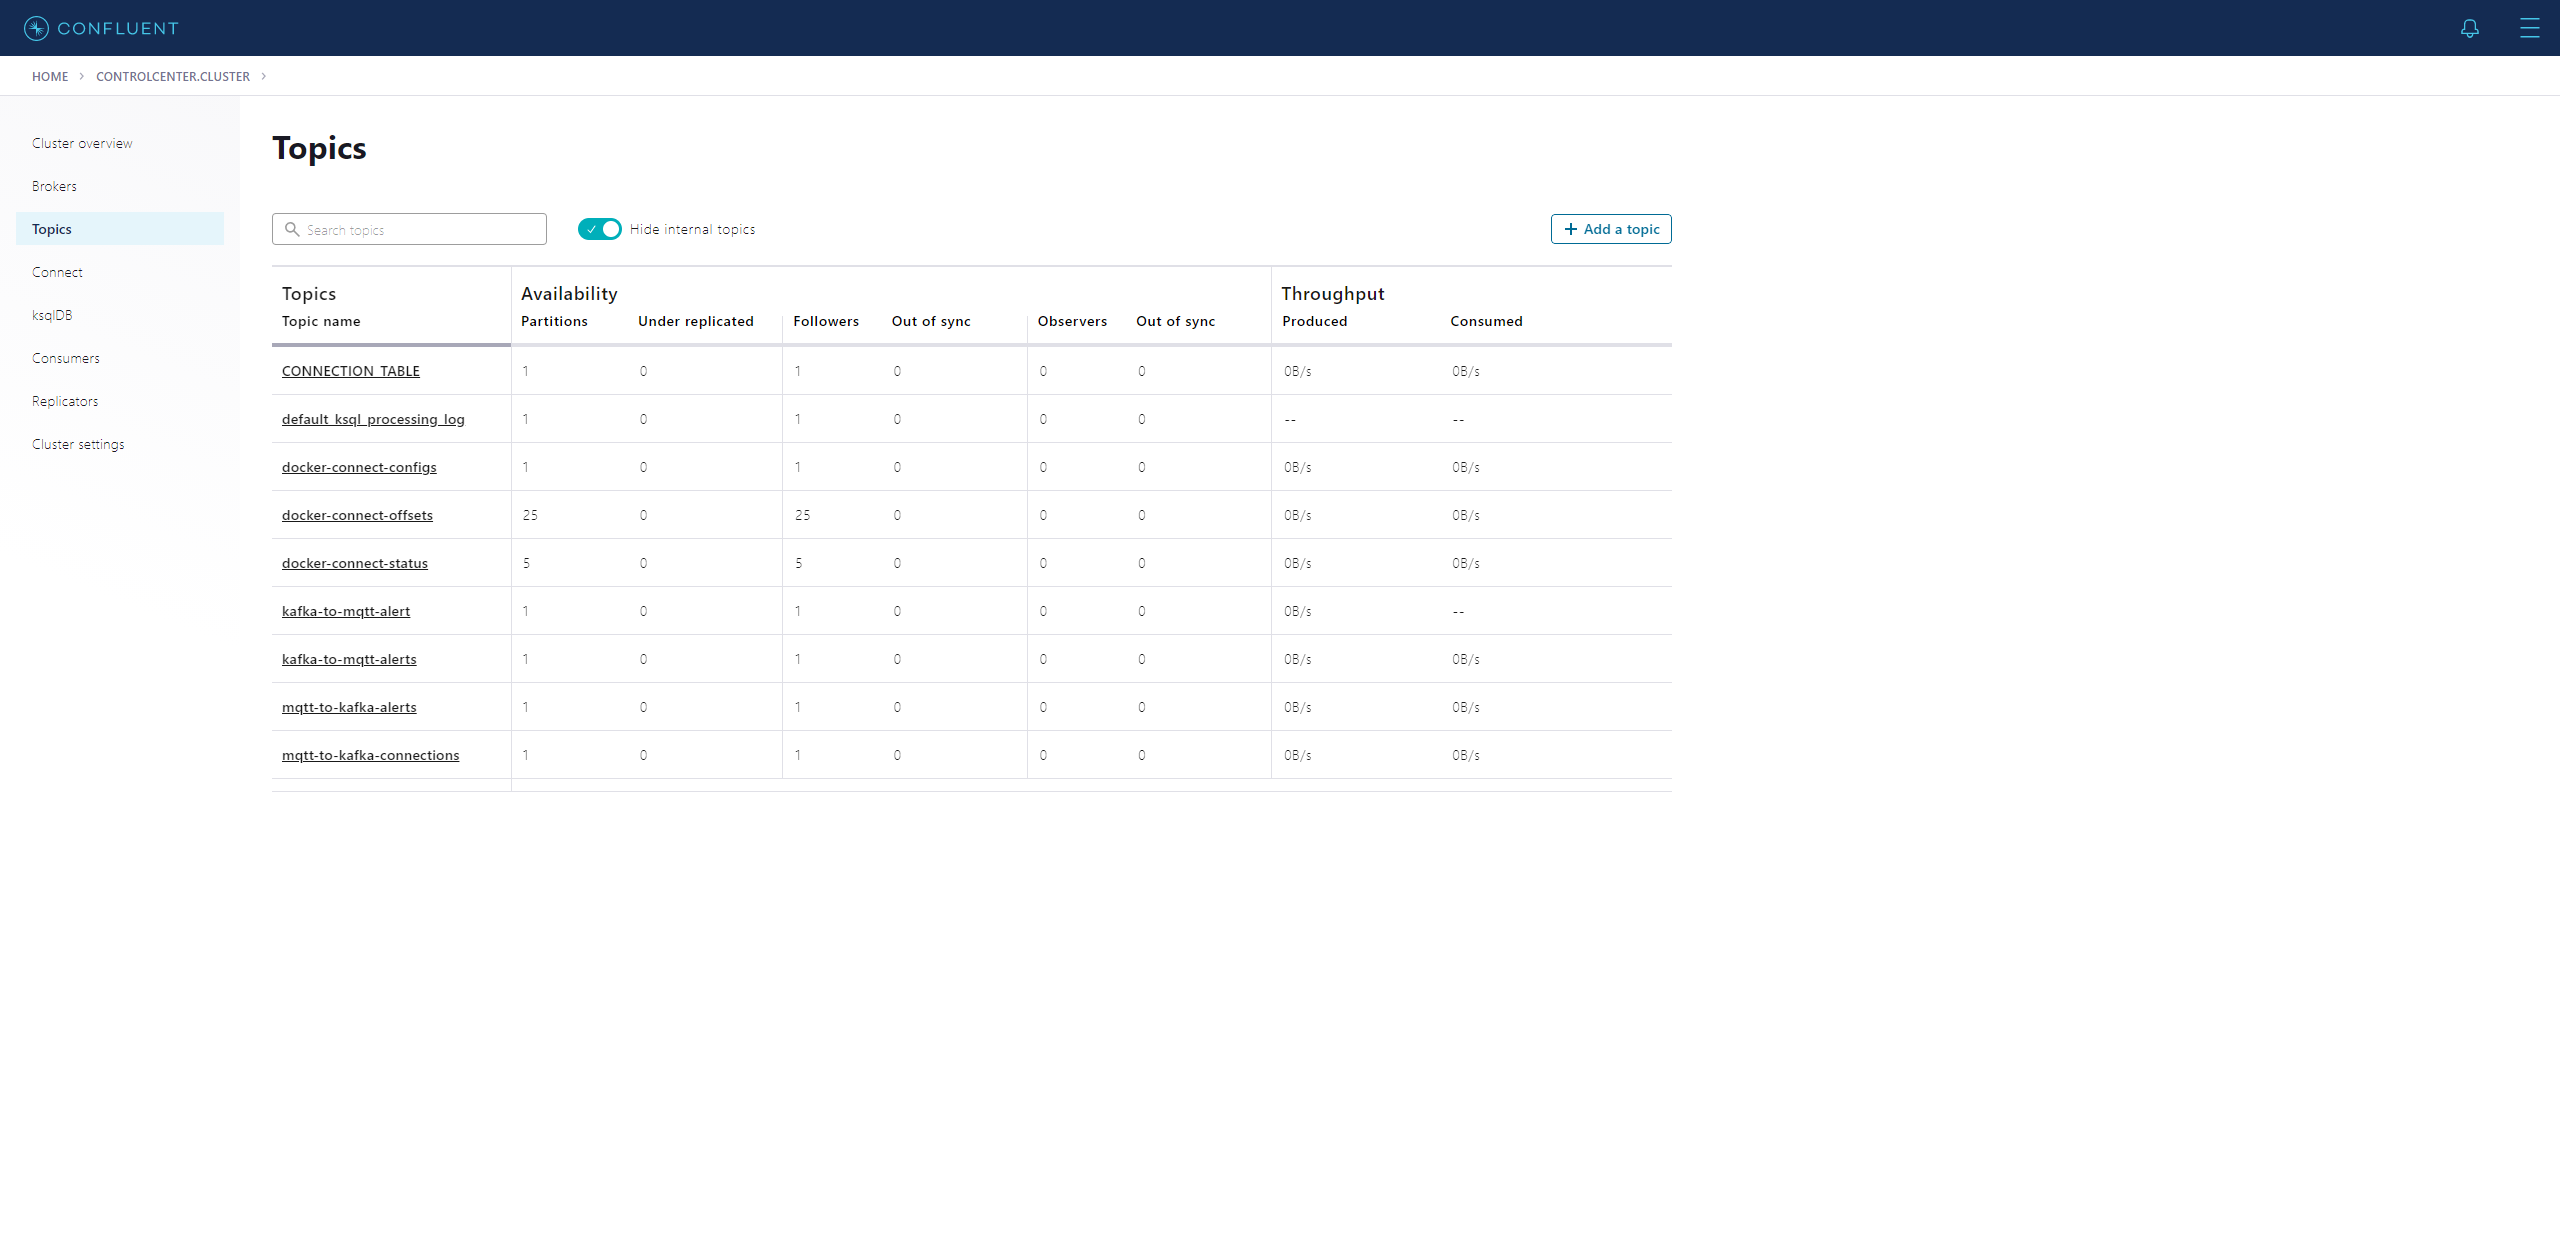 CONFLUENT
HOME > CONTROLCENTER.CLUSTER >
Cluster overview
Brokers
Topics
Connect
ksqlDB
Consumers
Replicators
Cluster settings
Topics
Search topics
Hide internal topics
+ Add a topic
Topics Availability Throughput
Topic name Partitions Under replicated Followers Out of sync Observers Out of sync Produced Consumed
CONNECTION_TABLE 1 0 1 0 0 0 0B/s 0B/s
default_ksql_processing_log 1 0 1 0 0 0 -- --
docker-connect-configs 1 0 1 0 0 0 0B/s 0B/s
docker-connect-offsets 25 0 25 0 0 0 0B/s 0B/s
docker-connect-status 5 0 5 0 0 0 0B/s 0B/s
kafka-to-mqtt-alert 1 0 1 0 0 0 0B/s --
kafka-to-mqtt-alerts 1 0 1 0 0 0 0B/s 0B/s
mqtt-to-kafka-alerts 1 0 1 0 0 0 0B/s 0B/s
mqtt-to-kafka-connections 1 0 1 0 0 0 0B/s 0B/s